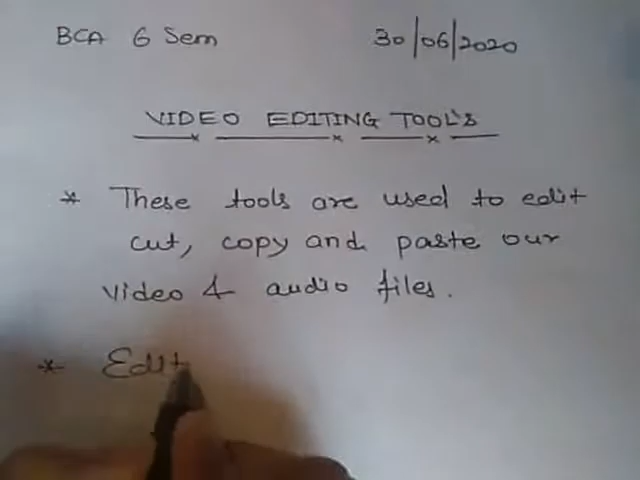 BCA 6 Sem 30/06/2020
VIDEO EDITING TOOL'S
* These tools are used to edit
cut, copy and paste our
video & audio files.
* Edit